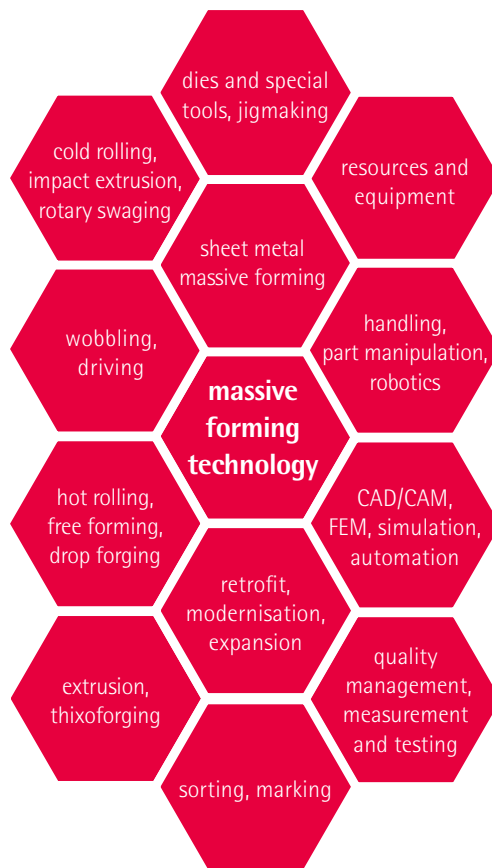 dies and special
tools, jigmaking
cold rolling,
impact extrusion,
rotary swaging
resources and
equipment
sheet metal
massive forming
wobbling,
driving
handling,
part manipulation,
robotics
massive
forming
technology
hot rolling,
free forming,
drop forging
CAD/CAM,
FEM, simulation,
automation
retrofit,
modernisation,
expansion
extrusion,
thixoforging
quality
management,
measurement
and testing
sorting, marking